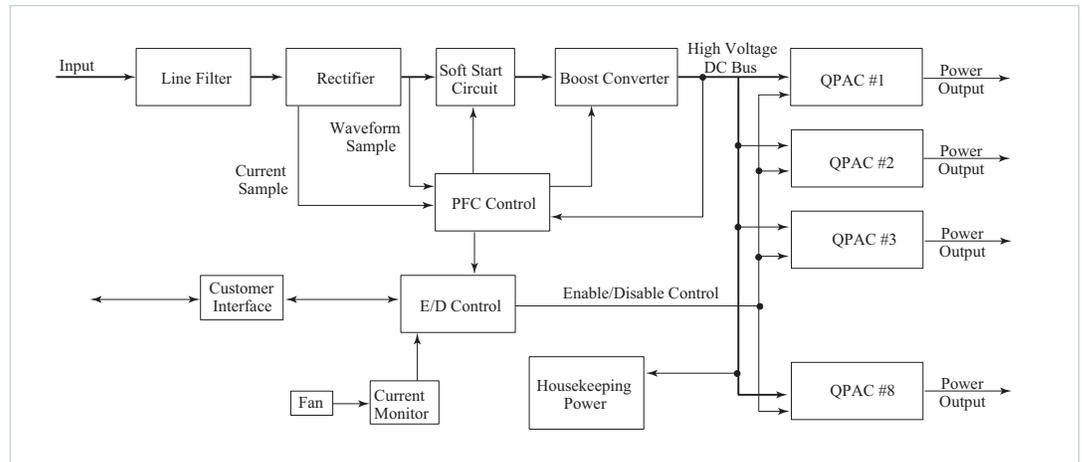 Input
Line Filter
Rectifier
Soft Start
Circuit
Boost Converter
High Voltage
DC Bus
QPAC #1
Power
Output
Waveform
Sample
Current
Sample
PFC Control
QPAC #2
Power
Output
QPAC #3
Power
Output
Customer
Interface
E/D Control
Enable/Disable Control
Fan
Current
Monitor
Housekeeping
Power
QPAC #8
Power
Output